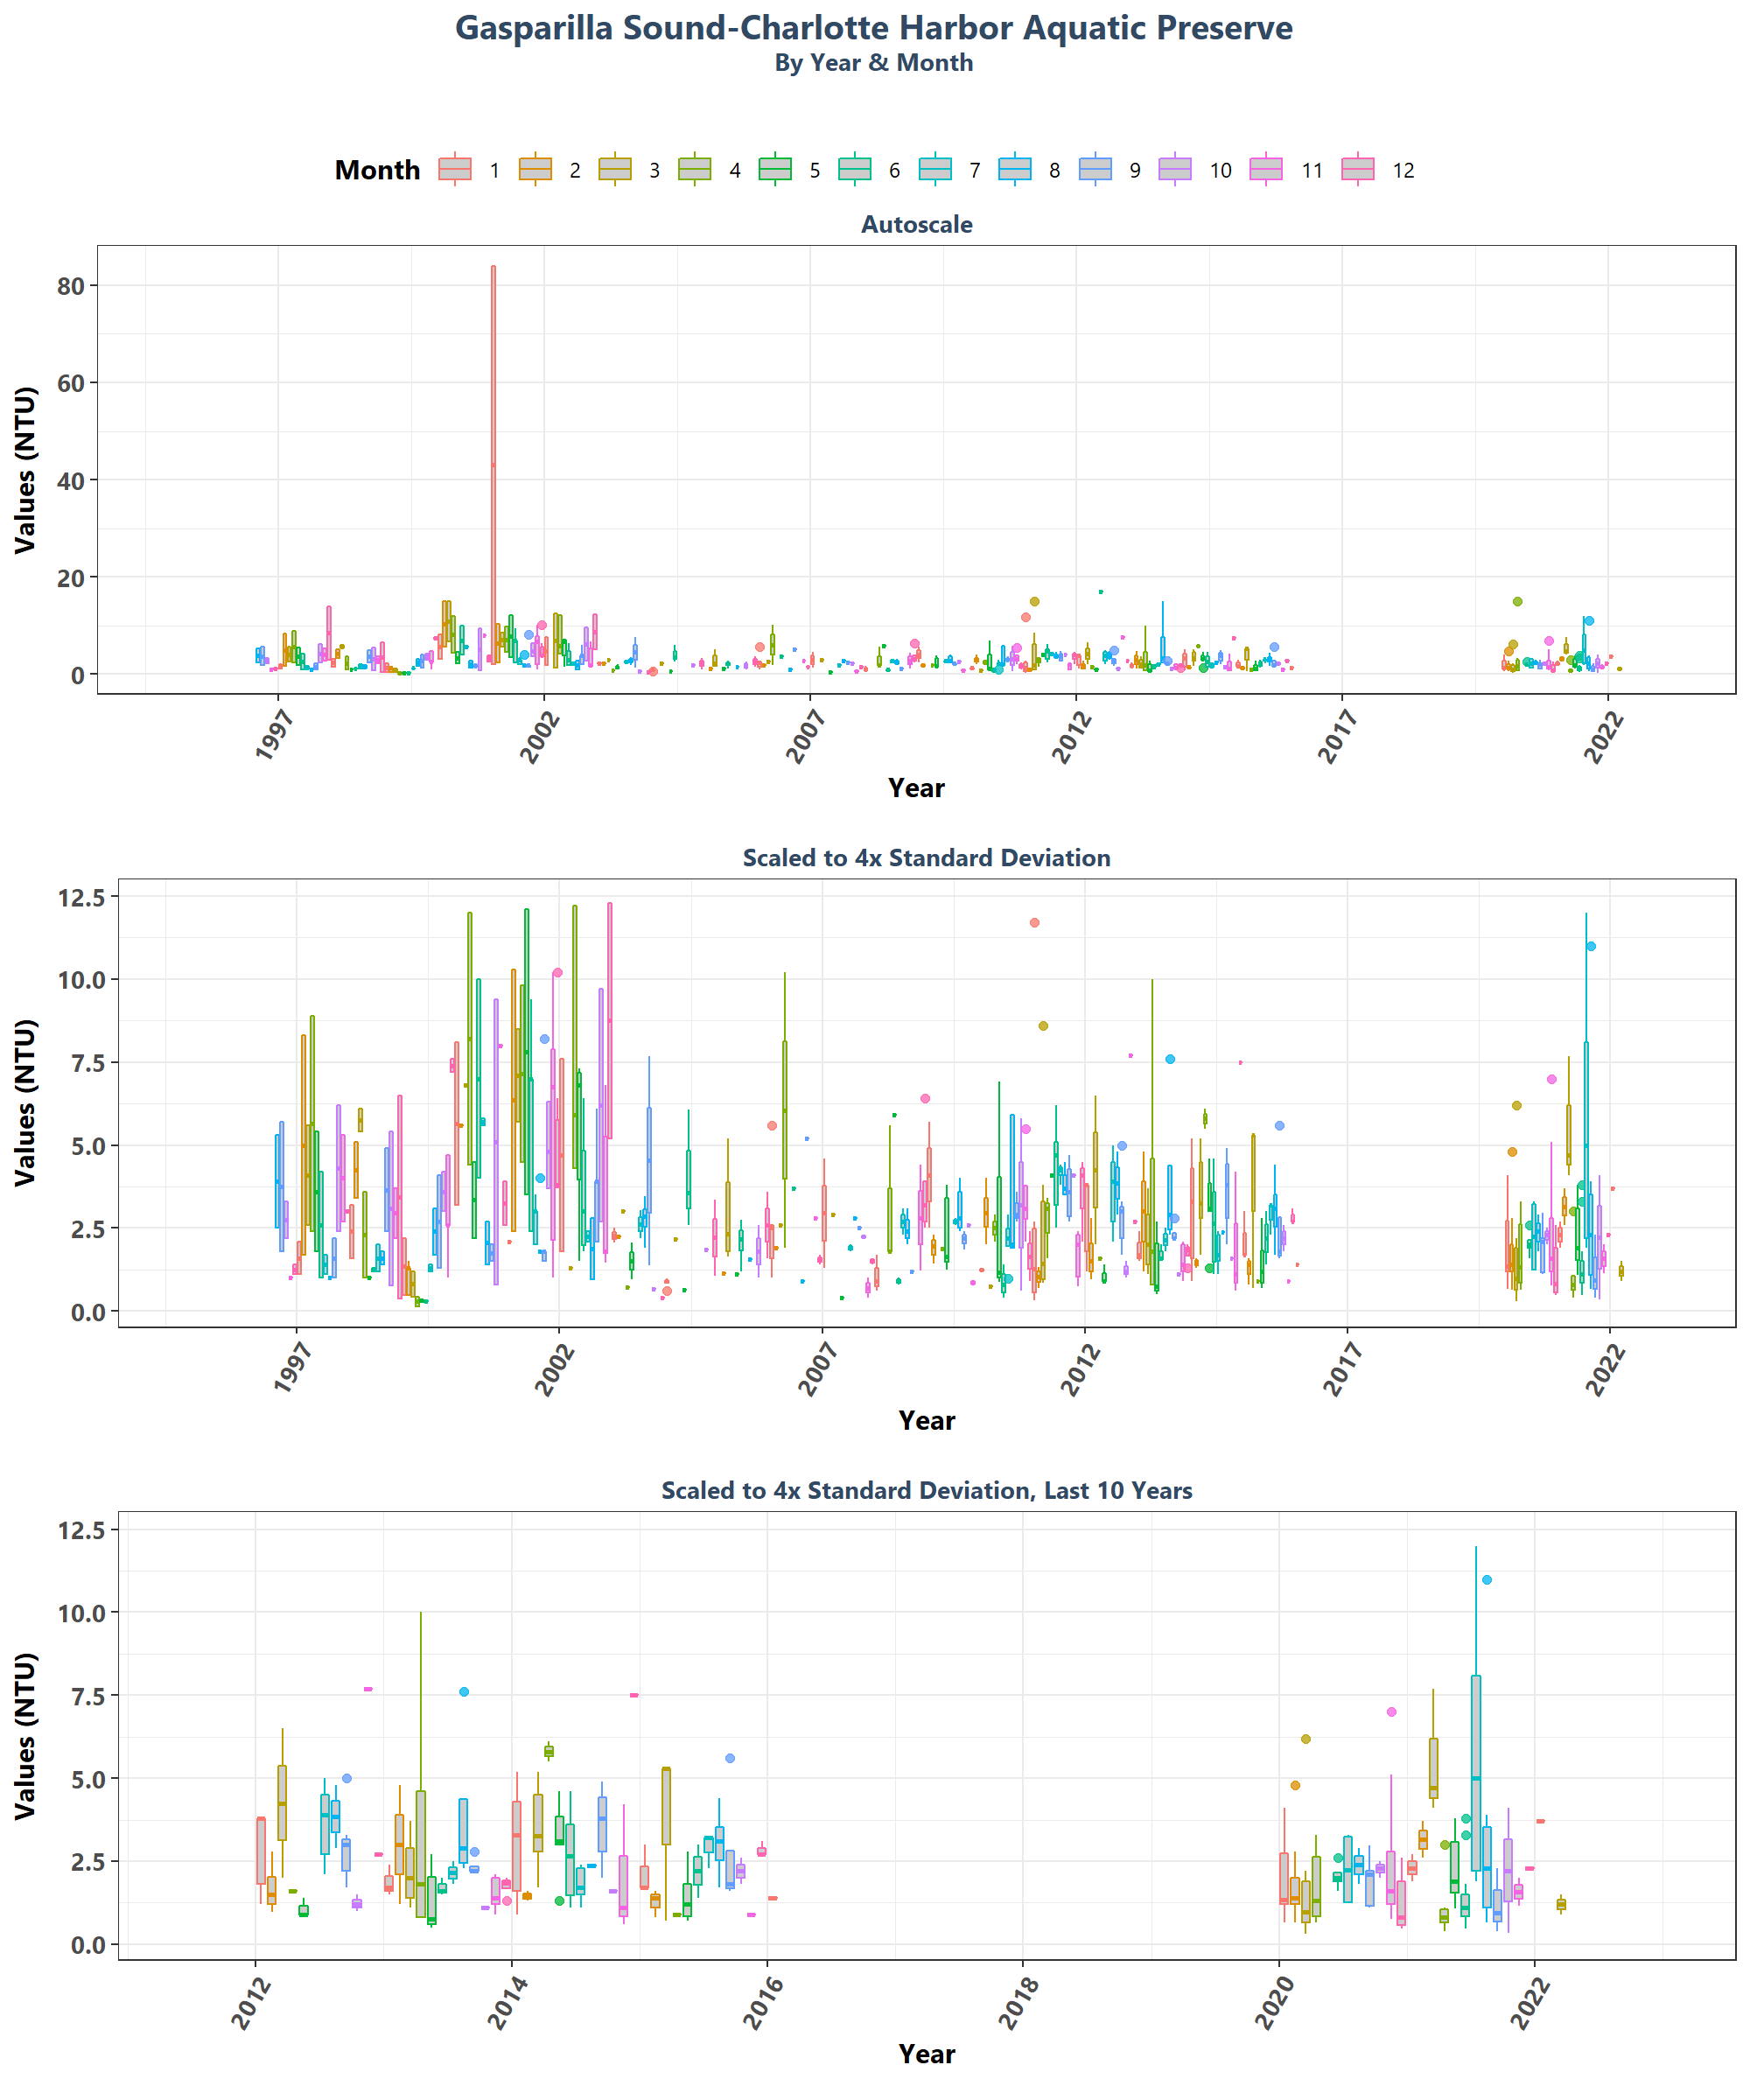 Gasparilla Sound-Charlotte Harbor Aquatic Preserve
By Year & Month
Month 1 2 3 4 5 6 7 8 9 10 11 12
Autoscale
Values (NTU)
80
60
40
20
0
1997 2002 2007 2012 2017 2022
Year
Scaled to 4x Standard Deviation
Values (NTU)
12.5
10.0
7.5
5.0
2.5
0.0
1997 2002 2007 2012 2017 2022
Year
Scaled to 4x Standard Deviation, Last 10 Years
Values (NTU)
12.5
10.0
7.5
5.0
2.5
0.0
2012 2014 2016 2018 2020 2022
Year